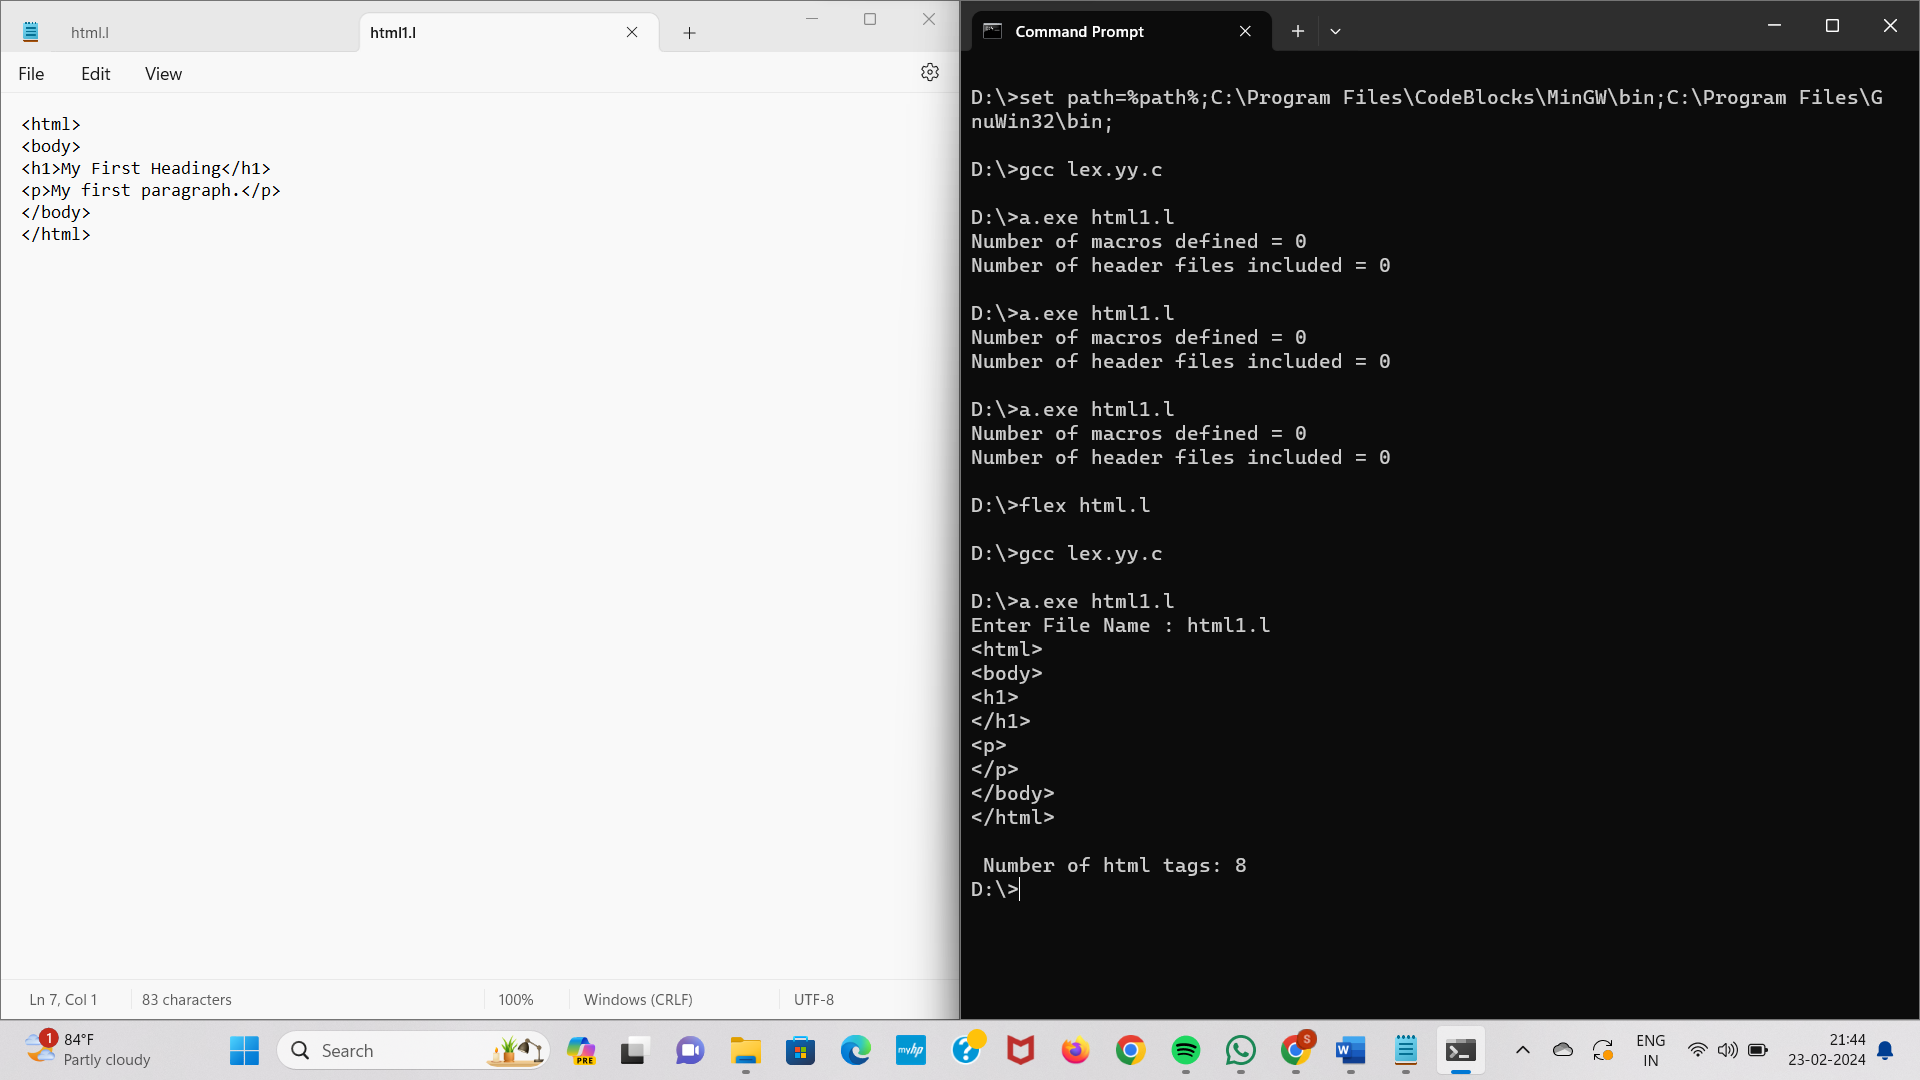 html.l
html1.l
File Edit View
<html>
<body>
<h1>My First Heading</h1>
<p>My first paragraph.</p>
</body>
</html>
Ln 7, Col 1 83 characters 100% Windows (CRLF) UTF-8
Command Prompt
D:\>set path=%path%;C:\Program Files\CodeBlocks\MinGW\bin;C:\Program Files\G
nuWin32\bin;
D:\>gcc lex.yy.c
D:\>a.exe html1.l
Number of macros defined = 0
Number of header files included = 0
D:\>a.exe html1.l
Number of macros defined = 0
Number of header files included = 0
D:\>a.exe html1.l
Number of macros defined = 0
Number of header files included = 0
D:\>flex html.l
D:\>gcc lex.yy.c
D:\>a.exe html1.l
Enter File Name : html1.l
<html>
<body>
<h1>
</h1>
<p>
</p>
</body>
</html>
Number of html tags: 8
D:\>
1
84°F
Partly cloudy
Search
PRE
myhp
S
W
ENG
IN
21:44
23-02-2024